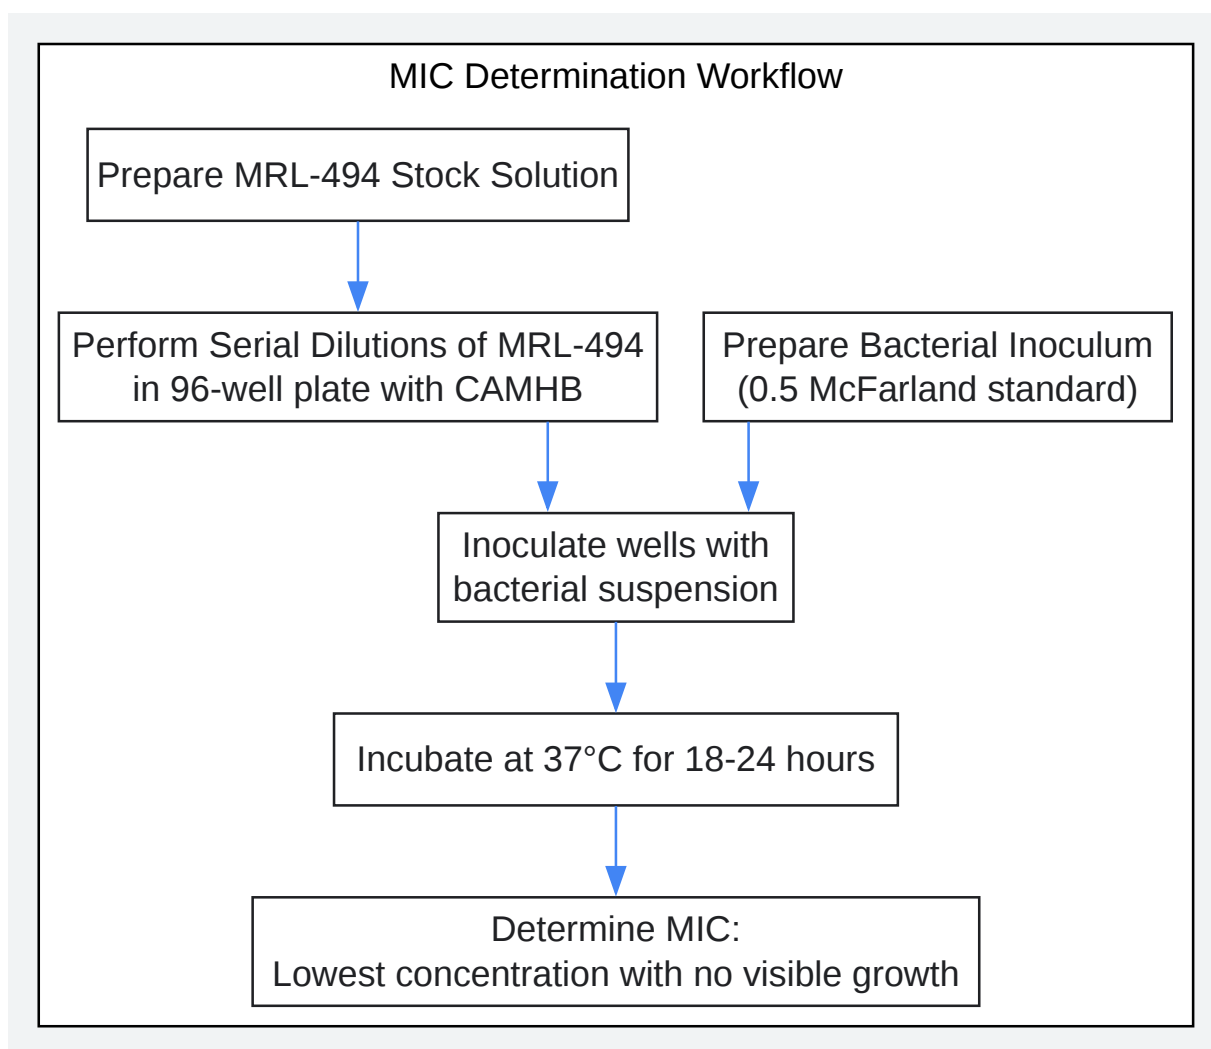 MIC Determination Workflow
Prepare MRL-494 Stock Solution
Perform Serial Dilutions of MRL-494
in 96-well plate with CAMHB
Prepare Bacterial Inoculum
(0.5 McFarland standard)
Inoculate wells with
bacterial suspension
Incubate at 37°C for 18-24 hours
Determine MIC:
Lowest concentration with no visible growth